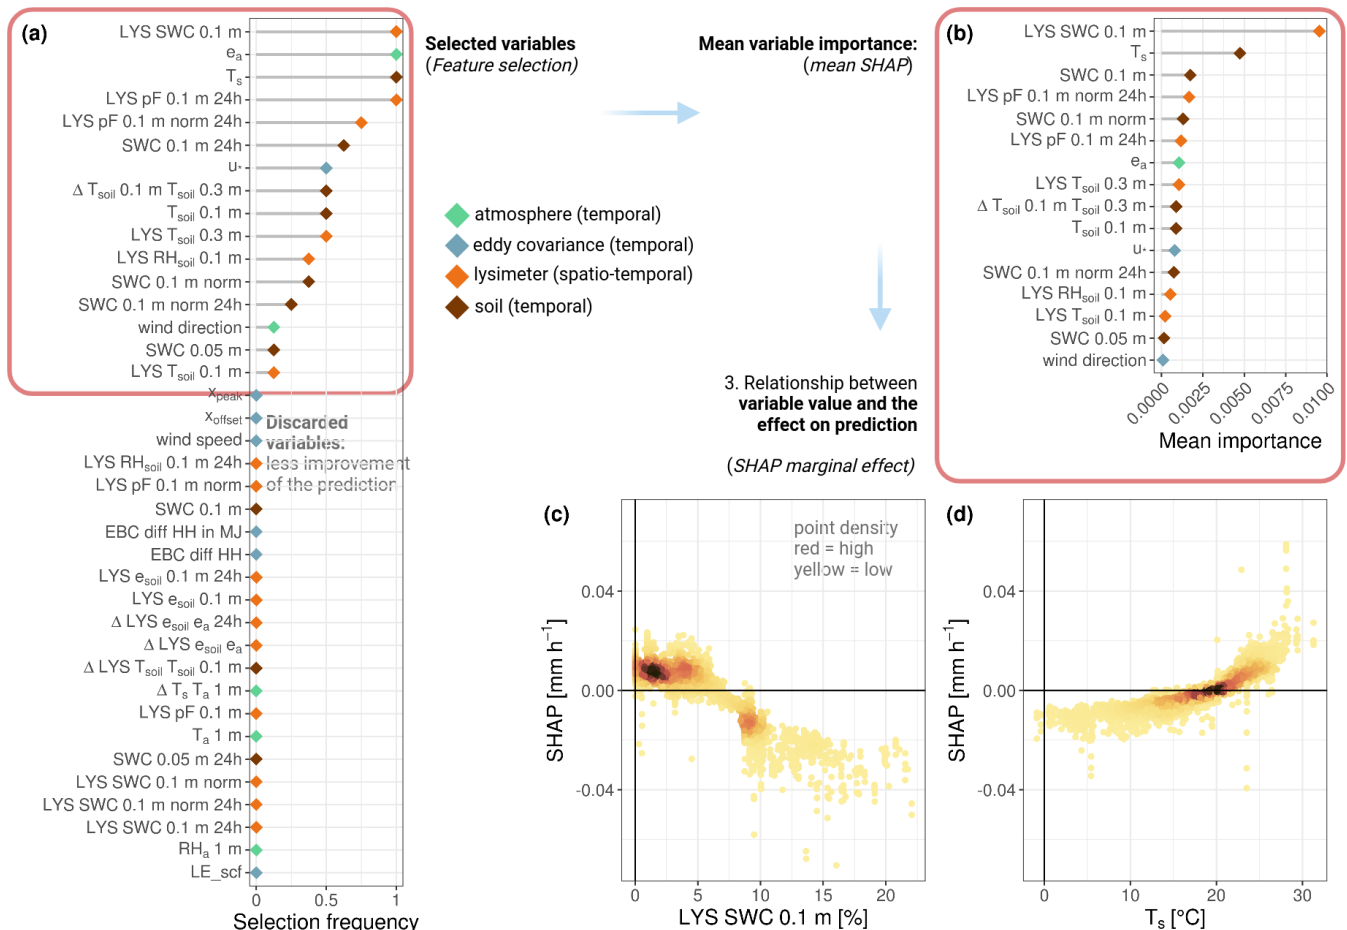 (a)
LYS SWC 0.1 m
eₐ
Tₛ
LYS pF 0.1 m 24h
LYS pF 0.1 m norm 24h
SWC 0.1 m 24h
u*
Δ Tsoil 0.1 m Tsoil 0.3 m
Tsoil 0.1 m
LYS Tsoil 0.3 m
LYS RHsoil 0.1 m
SWC 0.1 m norm
SWC 0.1 m norm 24h
wind direction
SWC 0.05 m
LYS Tsoil 0.1 m
xpeak
xoffset
wind speed
LYS RHsoil 0.1 m 24h
LYS pF 0.1 m norm
SWC 0.1 m
EBC diff HH in MJ
EBC diff HH
LYS esoil 0.1 m 24h
LYS esoil 0.1 m
Δ LYS esoil eₐ 24h
Δ LYS esoil eₐ
Δ LYS Tsoil Tsoil 0.1 m
Δ Tₛ Tₐ 1 m
LYS pF 0.1 m
Tₐ 1 m
SWC 0.05 m 24h
LYS SWC 0.1 m norm
LYS SWC 0.1 m norm 24h
LYS SWC 0.1 m 24h
RHₐ 1 m
LE_scf
0 0.5 1
Selection frequency
Discarded
variables:
less improvement
of the prediction
Selected variables
(Feature selection)
Mean variable importance:
(mean SHAP)
atmosphere (temporal)
eddy covariance (temporal)
lysimeter (spatio-temporal)
soil (temporal)
3. Relationship between
variable value and the
effect on prediction
(SHAP marginal effect)
(b)
LYS SWC 0.1 m
Tₛ
SWC 0.1 m
LYS pF 0.1 m norm 24h
SWC 0.1 m norm
LYS pF 0.1 m 24h
eₐ
LYS Tsoil 0.3 m
Δ Tsoil 0.1 m Tsoil 0.3 m
Tsoil 0.1 m
u*
SWC 0.1 m norm 24h
LYS RHsoil 0.1 m
LYS Tsoil 0.1 m
SWC 0.05 m
wind direction
0.0000 0.0025 0.0050 0.0075 0.0100
Mean importance
(c)
point density
red = high
yellow = low
SHAP [mm h⁻¹]
0.04
0.00
-0.04
0 5 10 15 20
LYS SWC 0.1 m [%]
(d)
SHAP [mm h⁻¹]
0.04
0.00
-0.04
0 10 20 30
Tₛ [°C]